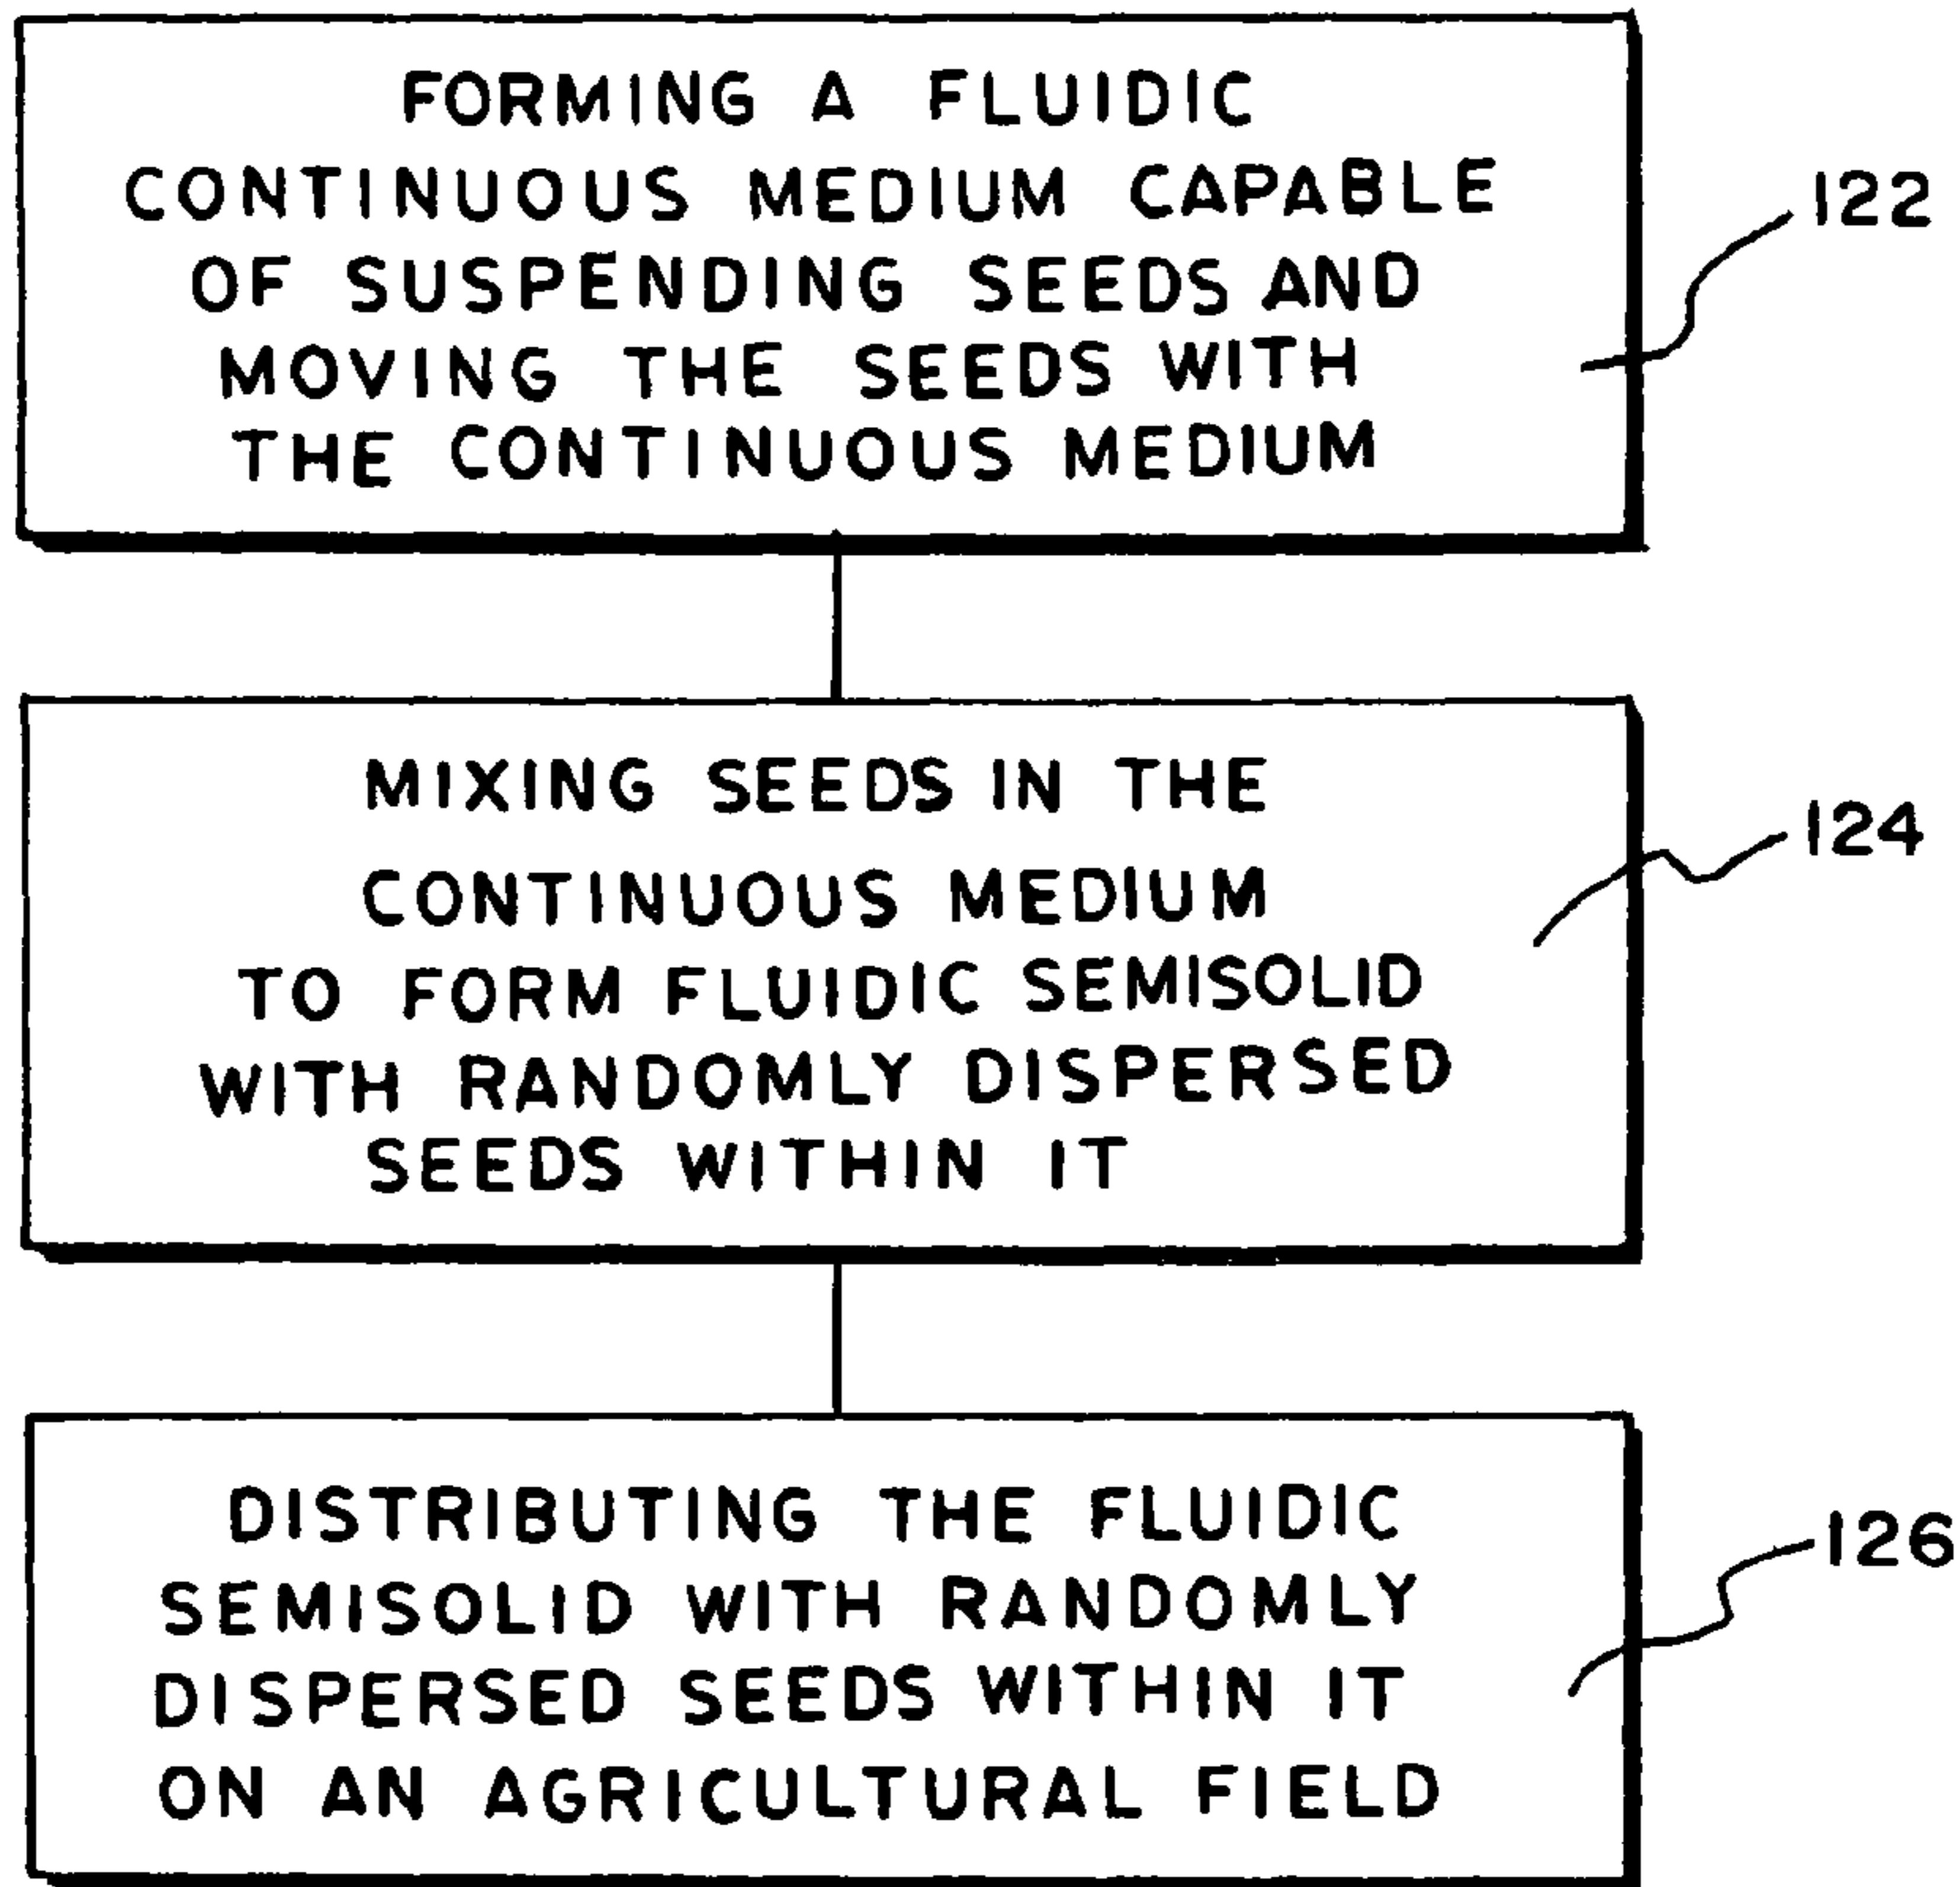 FORMING A FLUIDIC
CONTINUOUS MEDIUM CAPABLE
OF SUSPENDING SEEDS AND
MOVING THE SEEDS WITH
THE CONTINUOUS MEDIUM
122
MIXING SEEDS IN THE
CONTINUOUS MEDIUM
TO FORM FLUIDIC SEMISOLID
WITH RANDOMLY DISPERSED
SEEDS WITHIN IT
124
DISTRIBUTING THE FLUIDIC
SEMISOLID WITH RANDOMLY
DISPERSED SEEDS WITHIN IT
ON AN AGRICULTURAL FIELD
126